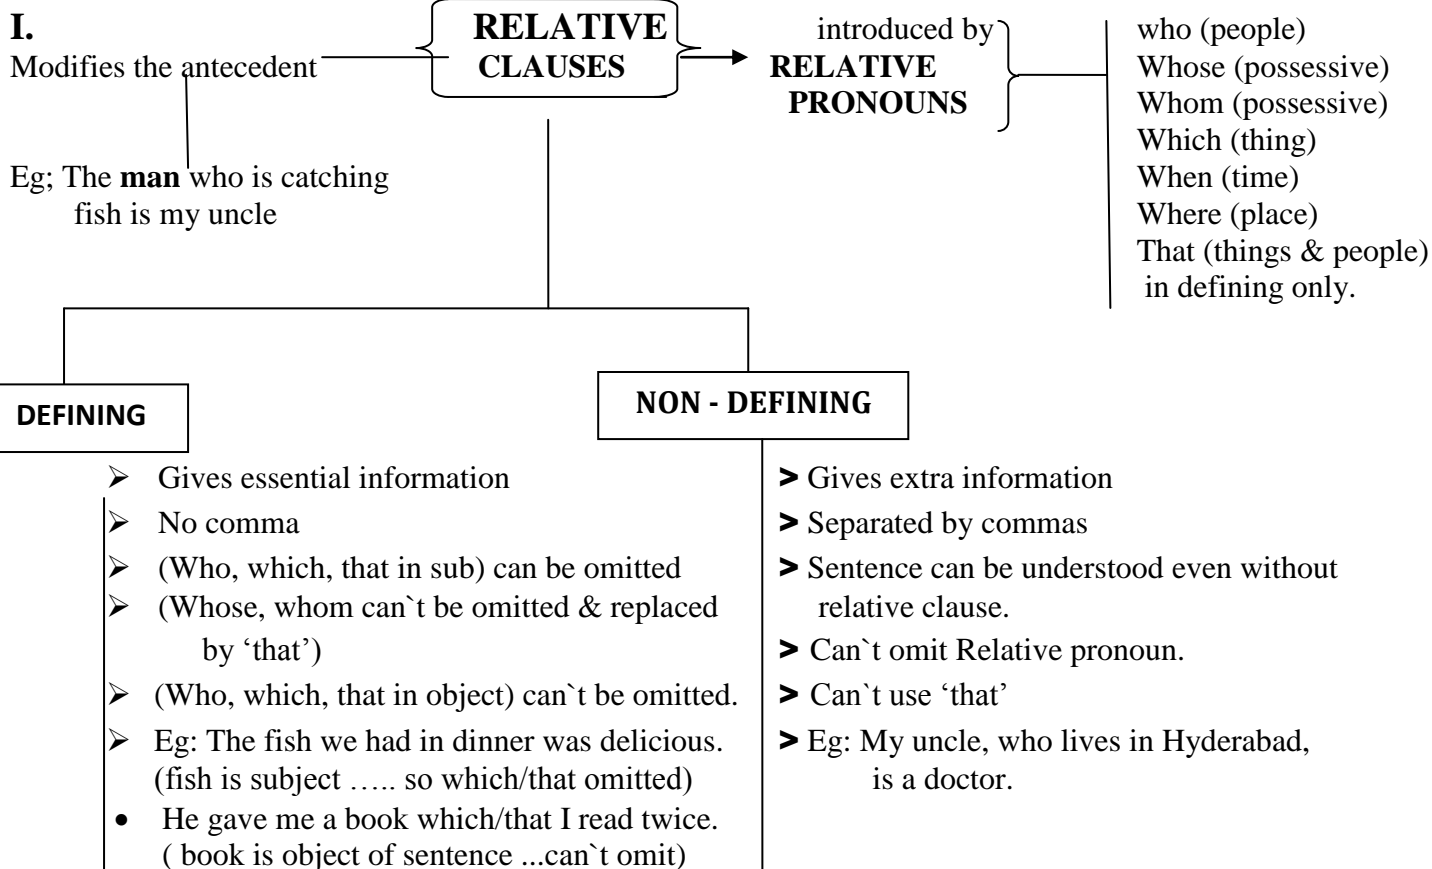 I.
Modifies the antecedent
Eg; The man who is catching
fish is my uncle
RELATIVE
CLAUSES
introduced by
RELATIVE
PRONOUNS
who (people)
Whose (possessive)
Whom (possessive)
Which (thing)
When (time)
Where (place)
That (things & people)
in defining only.
DEFINING
➢ Gives essential information
➢ No comma
➢ (Who, which, that in sub) can be omitted
➢ (Whose, whom can`t be omitted & replaced
by ‘that’)
➢ (Who, which, that in object) can`t be omitted.
➢ Eg: The fish we had in dinner was delicious.
(fish is subject ….. so which/that omitted)
• He gave me a book which/that I read twice.
( book is object of sentence ...can`t omit)
NON - DEFINING
> Gives extra information
> Separated by commas
> Sentence can be understood even without
relative clause.
> Can`t omit Relative pronoun.
> Can`t use ‘that’
> Eg: My uncle, who lives in Hyderabad,
is a doctor.